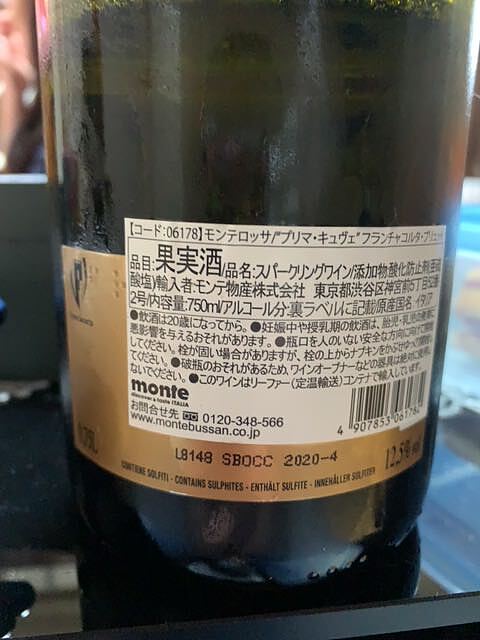 【コード:06178】モンテロッサ/"プリマ・キュヴェ"フランチャコルタ・ブリュット
品目:果実酒/品名:スパークリングワイン/添加物:酸化防止剤(亜硫
酸塩)/輸入者:モンテ物産株式会社 東京都渋谷区神宮前5丁目52番
2号/内容量:750ml/アルコール分:裏ラベルに記載/原産国名:イタリア
●飲酒は20歳になってから。●妊娠中や授乳期の飲酒は、胎児・乳児の発育に
悪影響を与えるおそれがあります。●瓶口を人のいない安全な方向に向けて開栓
してください。栓が固い場合がありますが、栓の上からナプキンをかぶせ
てください。●破瓶のおそれがあるため、ワインオープナーなどの器具は絶対に使用し
ないでください。●このワインはリーファー(定温輸送)コンテナで輸入しています。
monte
discover & taste ITALIA
お問合せ先 0120-348-566
www.montebussan.co.jp
4 907853 061782
0,75L
L8148 SBOCC 2020-4
12,5% vol
CONTIENE SOLFITI - CONTAINS SULPHITES - ENTHÄLT SULFITE - INNEHÅLLER SULFITER